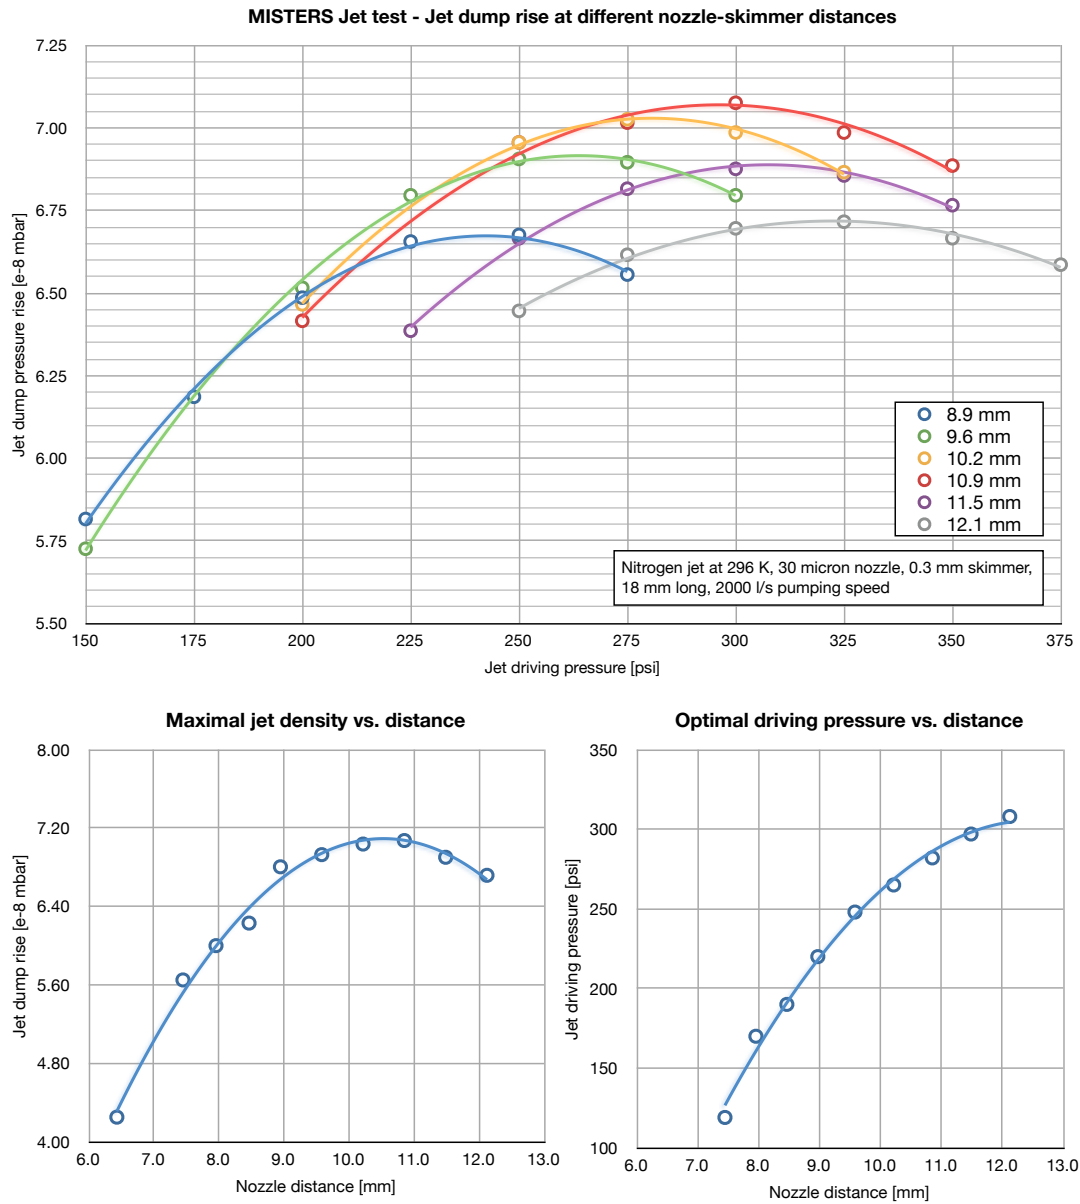 MISTERS Jet test - Jet dump rise at different nozzle-skimmer distances
7.25
7.00
6.75
6.50
6.25
6.00
5.75
5.50
Jet dump pressure rise [e-8 mbar]
150 175 200 225 250 275 300 325 350 375
Jet driving pressure [psi]
8.9 mm
9.6 mm
10.2 mm
10.9 mm
11.5 mm
12.1 mm
Nitrogen jet at 296 K, 30 micron nozzle, 0.3 mm skimmer,
18 mm long, 2000 l/s pumping speed
Maximal jet density vs. distance
8.00
7.20
6.40
5.60
4.80
4.00
Jet dump rise [e-8 mbar]
6.0 7.0 8.0 9.0 10.0 11.0 12.0 13.0
Nozzle distance [mm]
Optimal driving pressure vs. distance
350
300
250
200
150
100
Jet driving pressure [psi]
6.0 7.0 8.0 9.0 10.0 11.0 12.0 13.0
Nozzle distance [mm]